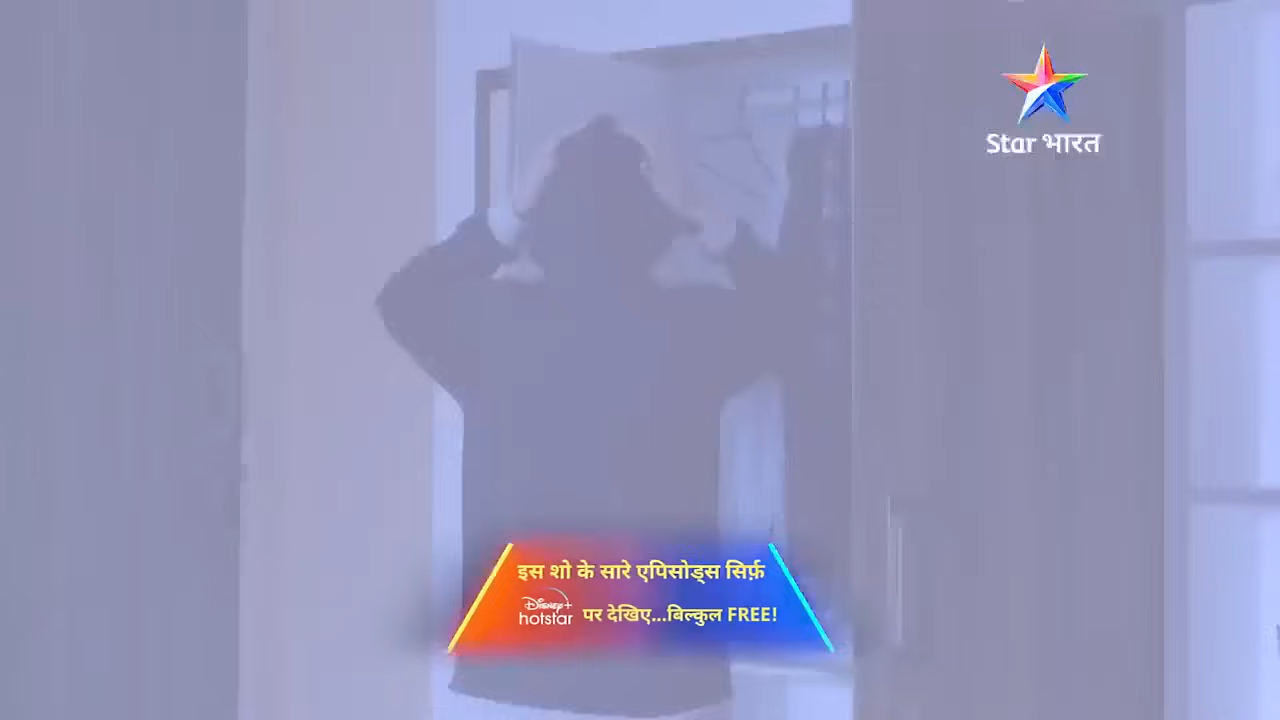 Star भारत
इस शो के सारे एपिसोड्स सिर्फ़
Disney+ hotstar पर देखिए...बिल्कुल FREE!